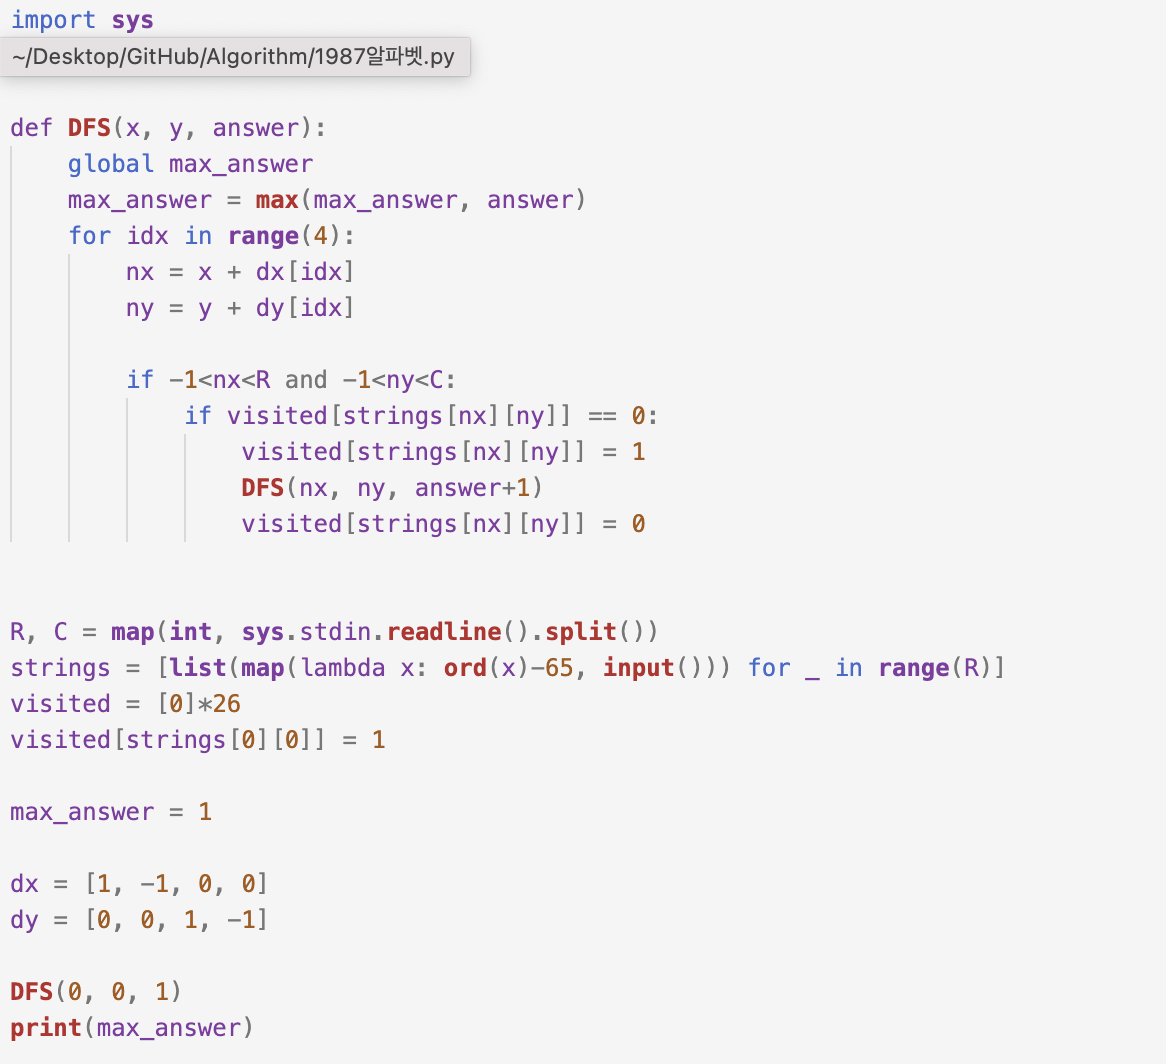 import sys
~/Desktop/GitHub/Algorithm/1987알파벳.py
def DFS(x, y, answer):
    global max_answer
    max_answer = max(max_answer, answer)
    for idx in range(4):
        nx = x + dx[idx]
        ny = y + dy[idx]
        if -1<nx<R and -1<ny<C:
            if visited[strings[nx][ny]] == 0:
                visited[strings[nx][ny]] = 1
                DFS(nx, ny, answer+1)
                visited[strings[nx][ny]] = 0
R, C = map(int, sys.stdin.readline().split())
strings = [list(map(lambda x: ord(x)-65, input())) for _ in range(R)]
visited = [0]*26
visited[strings[0][0]] = 1
max_answer = 1
dx = [1, -1, 0, 0]
dy = [0, 0, 1, -1]
DFS(0, 0, 1)
print(max_answer)